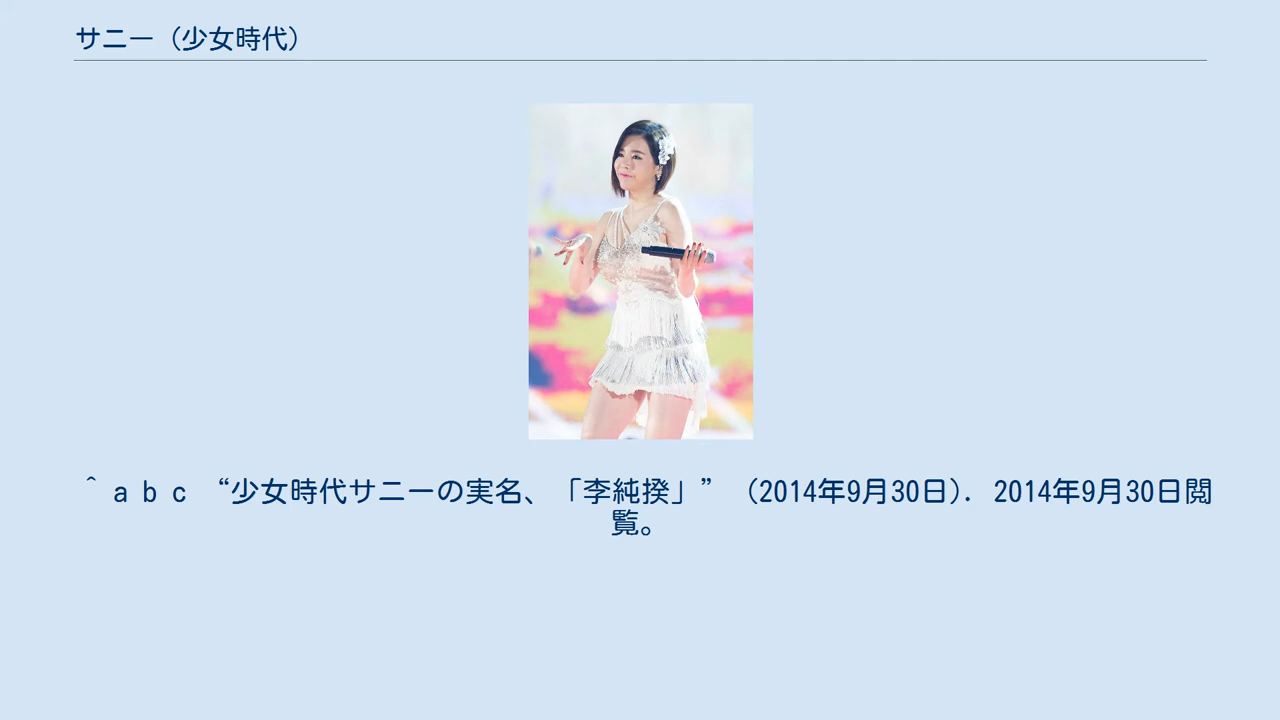 サニー（少女時代）
^ a b c “少女時代サニーの実名、「李純揆」”（2014年9月30日）. 2014年9月30日閲
覧。